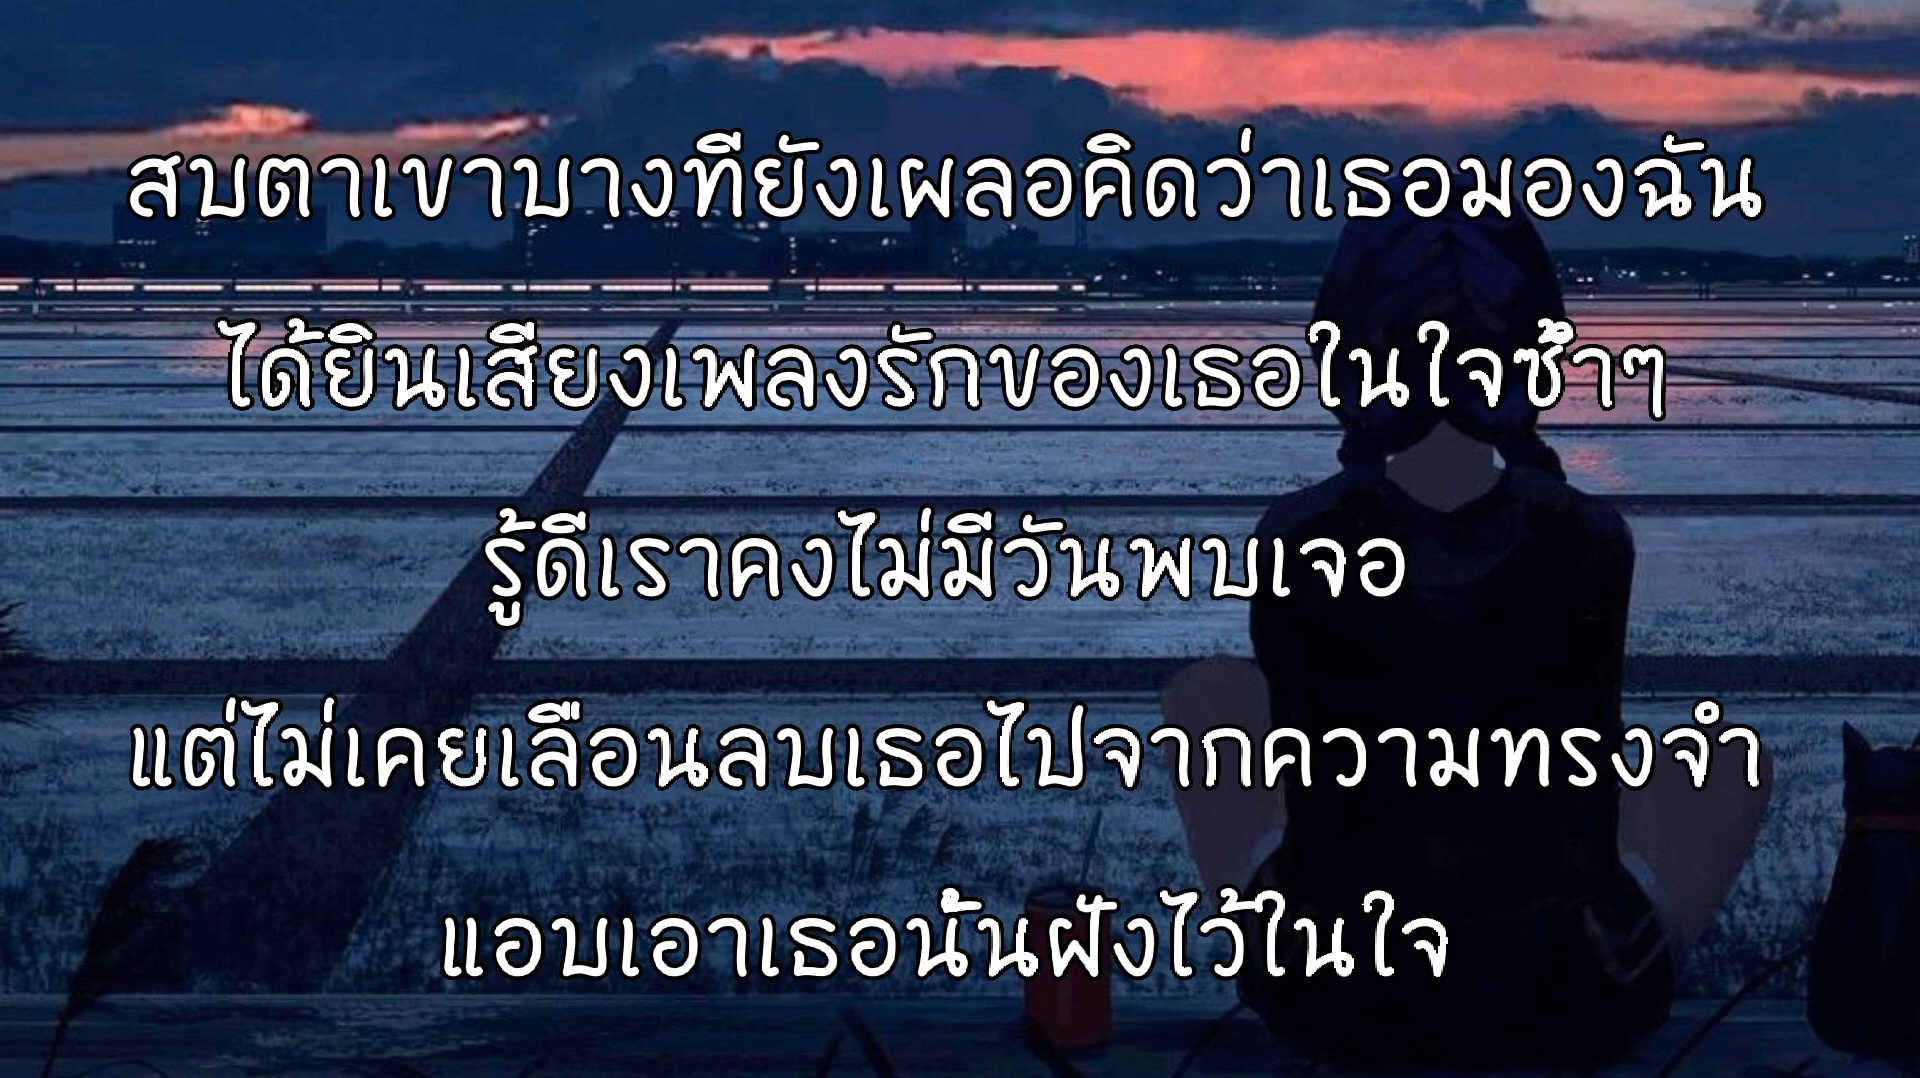 สบตาเขาบางทียังเผลอคิดว่าเธอมองฉัน
ได้ยินเสียงเพลงรักของเธอในใจซ้ำๆ
รู้ดีเราคงไม่มีวันพบเจอ
แต่ไม่เคยเลือนลบเธอไปจากความทรงจำ
แอบเอาเธอนั้นฝังไว้ในใจ